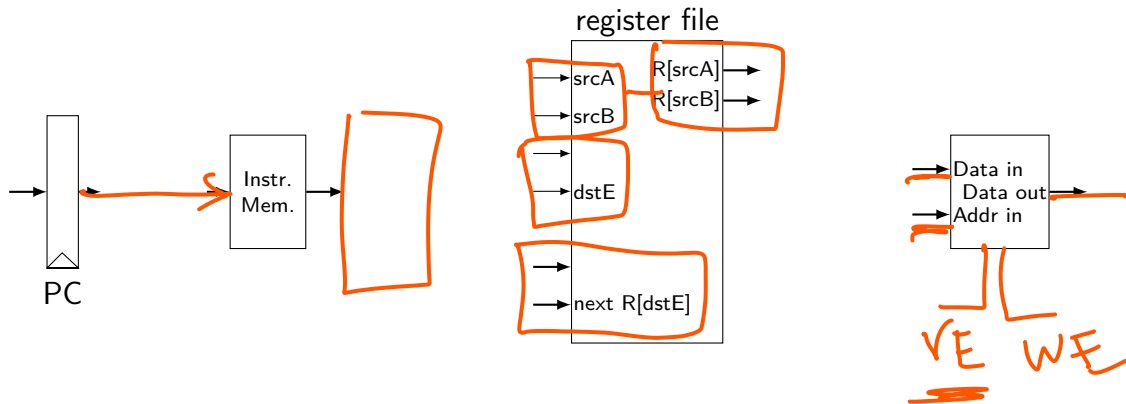 register file
srcA
R[srcA]
srcB
R[srcB]
dstE
next R[dstE]
PC
Instr.
Mem.
Data in
Data out
Addr in
rE WE